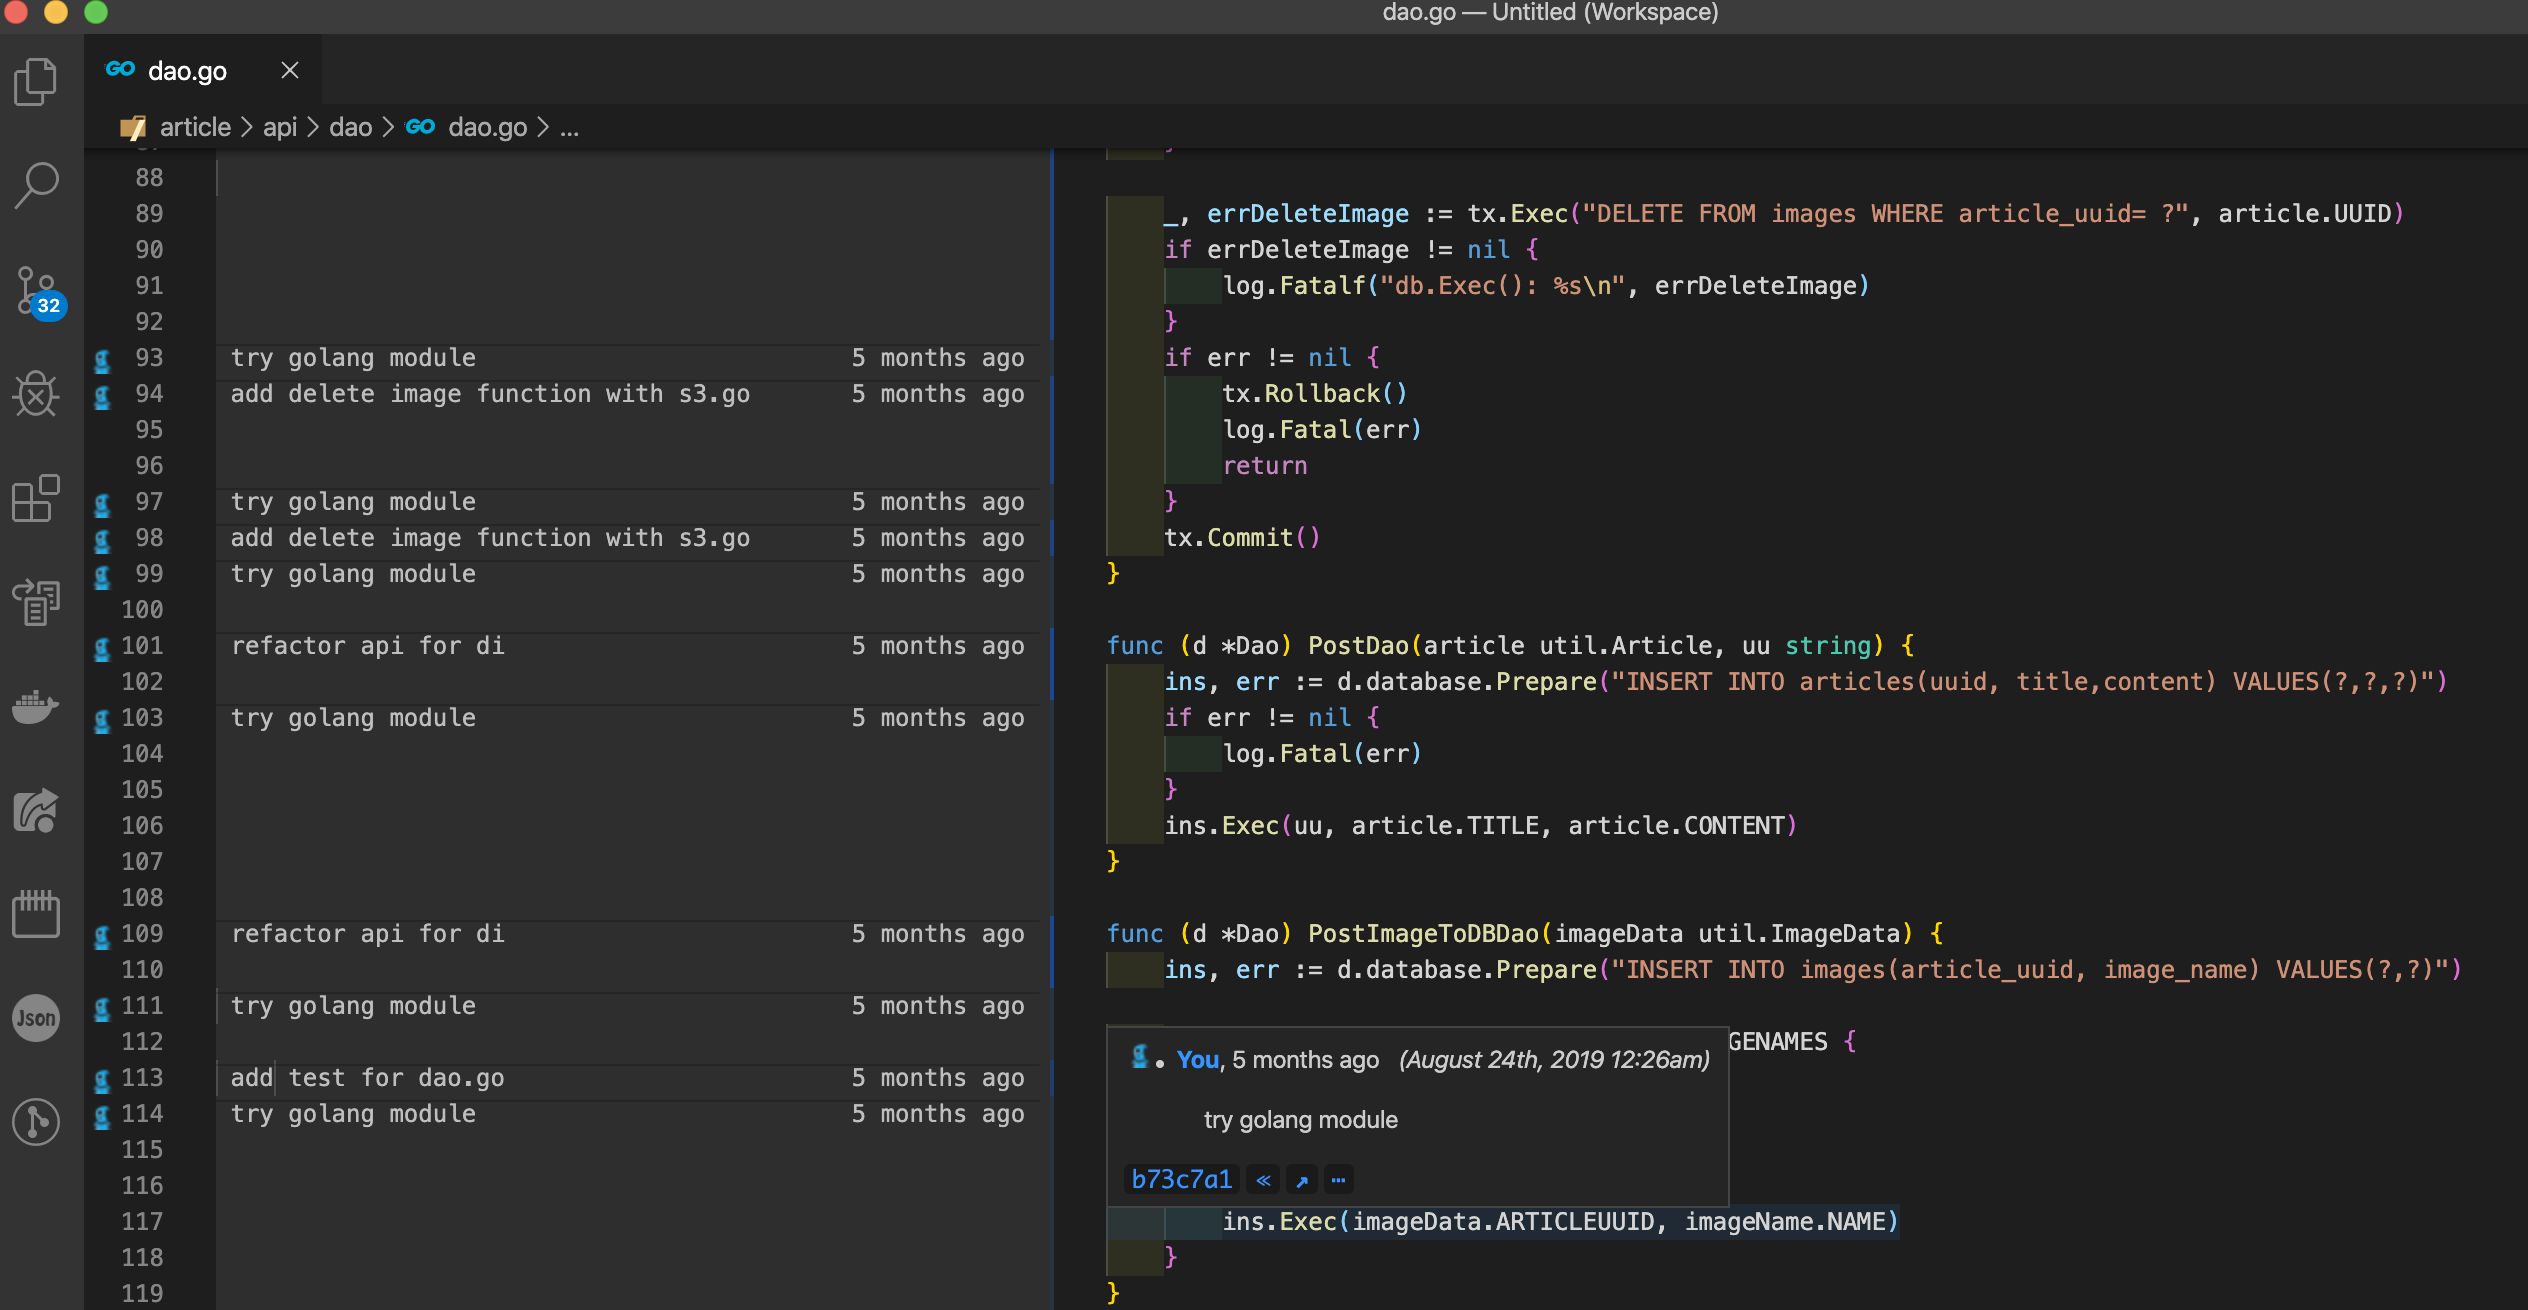 dao.go — Untitled (Workspace)
GO dao.go
article > api > dao > GO dao.go > ...
88
89 _, errDeleteImage := tx.Exec("DELETE FROM images WHERE article_uuid= ?", article.UUID)
90 if errDeleteImage != nil {
91 log.Fatalf("db.Exec(): %s\n", errDeleteImage)
92 }
93 try golang module 5 months ago if err != nil {
94 add delete image function with s3.go 5 months ago tx.Rollback()
95 log.Fatal(err)
96 return
97 try golang module 5 months ago }
98 add delete image function with s3.go 5 months ago tx.Commit()
99 try golang module 5 months ago }
100
101 refactor api for di 5 months ago func (d *Dao) PostDao(article util.Article, uu string) {
102 ins, err := d.database.Prepare("INSERT INTO articles(uuid, title,content) VALUES(?,?,?)")
103 try golang module 5 months ago if err != nil {
104 log.Fatal(err)
105 }
106 ins.Exec(uu, article.TITLE, article.CONTENT)
107 }
108
109 refactor api for di 5 months ago func (d *Dao) PostImageToDBDao(imageData util.ImageData) {
110 ins, err := d.database.Prepare("INSERT INTO images(article_uuid, image_name) VALUES(?,?)")
111 try golang module 5 months ago
112 GENAMES {
You, 5 months ago (August 24th, 2019 12:26am)
113 add test for dao.go 5 months ago
114 try golang module 5 months ago
try golang module
115
116
b73c7a1 « ↗ ···
117 ins.Exec(imageData.ARTICLEUUID, imageName.NAME)
118 }
119 }
32
Json